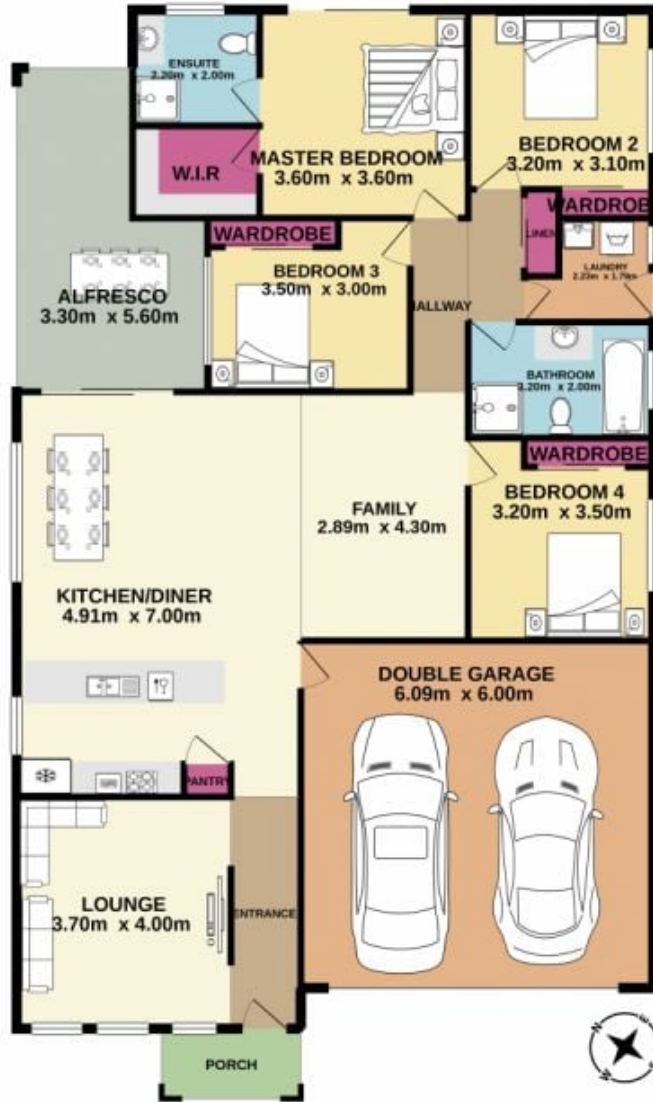 ENSUITE
2.20m x 2.00m
W.I.R
MASTER BEDROOM
3.60m x 3.60m
BEDROOM 2
3.20m x 3.10m
WARDROBE
LINEN
LAUNDRY
WARDROBE
BEDROOM 3
3.50m x 3.00m
HALLWAY
ALFRESCO
3.30m x 5.60m
BATHROOM
3.20m x 2.00m
WARDROBE
BEDROOM 4
3.20m x 3.50m
FAMILY
2.89m x 4.30m
KITCHEN/DINER
4.91m x 7.00m
PANTRY
DOUBLE GARAGE
6.09m x 6.00m
LOUNGE
3.70m x 4.00m
ENTRANCE
PORCH
N
E
S
W